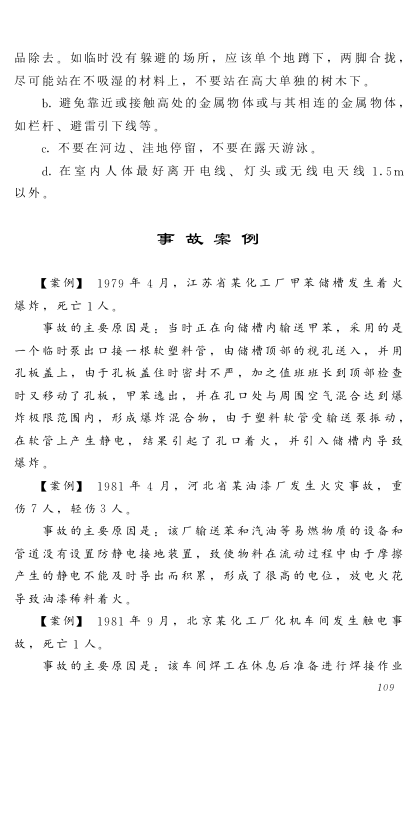 品除去。如临时没有躲避的场所，应该单个地蹲下，两脚合拢，
尽可能站在不吸湿的材料上，不要站在高大单独的树木下。
b. 避免靠近或接触高处的金属物体或与其相连的金属物体，
如栏杆、避雷引下线等。
c. 不要在河边、洼地停留，不要在露天游泳。
d. 在室内人体最好离开电线、灯头或无线电天线 1.5m
以外。
事故案例
【案例】 1979 年 4 月，江苏省某化工厂甲苯储槽发生着火
爆炸，死亡 1 人。
事故的主要原因是：当时正在向储槽内输送甲苯，采用的是
一个临时泵出口接一根软塑料管，由储槽顶部的视孔送入，并用
孔板盖上，由于孔板盖住时密封不严，加之值班班长到顶部检查
时又移动了孔板，甲苯逸出，并在孔口处与周围空气混合达到爆
炸极限范围内，形成爆炸混合物，由于塑料软管受输送泵振动，
在软管上产生静电，结果引起了孔口着火，并引入储槽内导致
爆炸。
【案例】 1981 年 4 月，河北省某油漆厂发生火灾事故，重
伤 7 人，轻伤 3 人。
事故的主要原因是：该厂输送苯和汽油等易燃物质的设备和
管道没有设置防静电接地装置，致使物料在流动过程中由于摩擦
产生的静电不能及时导出而积累，形成了很高的电位，放电火花
导致油漆稀料着火。
【案例】 1981 年 9 月，北京某化工厂化机车间发生触电事
故，死亡 1 人。
事故的主要原因是：该车间焊工在休息后准备进行焊接作业
109